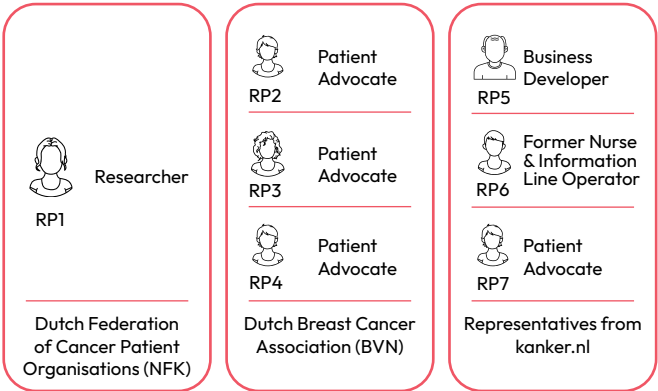 Researcher
RP1
Dutch Federation
of Cancer Patient
Organisations (NFK)
Patient
Advocate
RP2
Patient
Advocate
RP3
Patient
Advocate
RP4
Dutch Breast Cancer
Association (BVN)
Business
Developer
RP5
Former Nurse
& Information
Line Operator
RP6
Patient
Advocate
RP7
Representatives from
kanker.nl